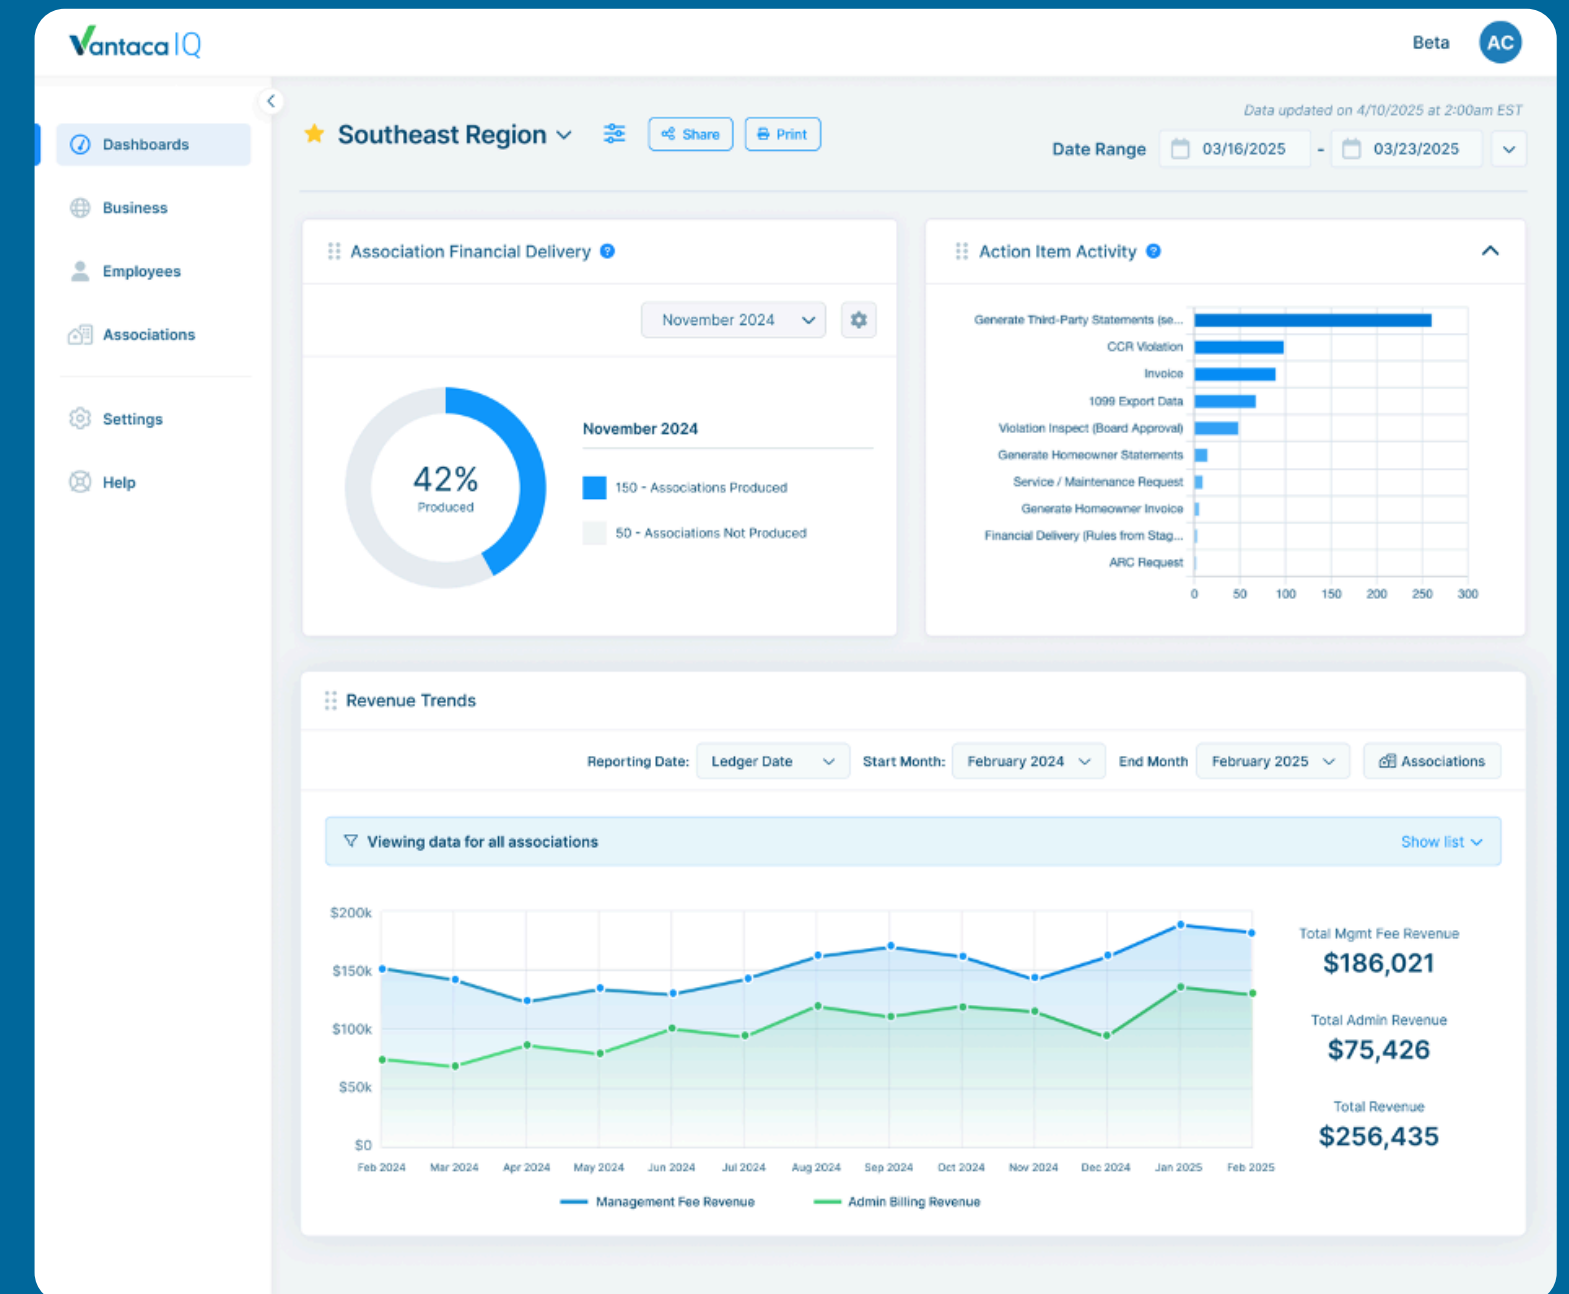 Vantaca IQ
Beta
AC
Dashboards
Business
Employees
Associations
Settings
Help
Southeast Region
Share
Print
Data updated on 4/10/2025 at 2:00am EST
Date Range
03/16/2025
-
03/23/2025
Association Financial Delivery
?
November 2024
42%
Produced
November 2024
150 - Associations Produced
50 - Associations Not Produced
Action Item Activity
?
Generate Third-Party Statements (se...
CCR Violation
Invoice
1099 Export Data
Violation Inspect (Board Approval)
Generate Homeowner Statements
Service / Maintenance Request
Generate Homeowner Invoice
Financial Delivery (Rules from Stag...
ARC Request
0 50 100 150 200 250 300
Revenue Trends
Reporting Date: Ledger Date
Start Month: February 2024
End Month February 2025
Associations
Viewing data for all associations
Show list
$200k
$150k
$100k
$50k
$0
Feb 2024 Mar 2024 Apr 2024 May 2024 Jun 2024 Jul 2024 Aug 2024 Sep 2024 Oct 2024 Nov 2024 Dec 2024 Jan 2025 Feb 2025
Management Fee Revenue
Admin Billing Revenue
Total Mgmt Fee Revenue
$186,021
Total Admin Revenue
$75,426
Total Revenue
$256,435